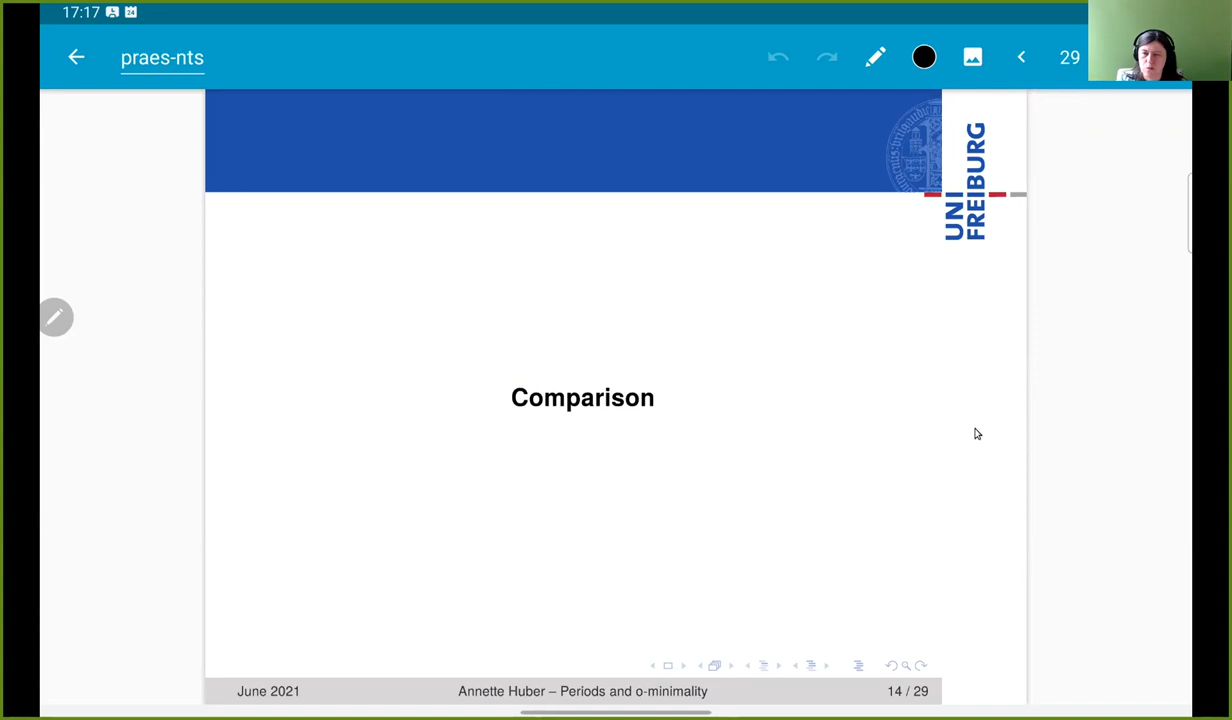 17:17
praes-nts
29
UNI
FREIBURG
Comparison
June 2021
Annette Huber – Periods and o-minimality
14 / 29